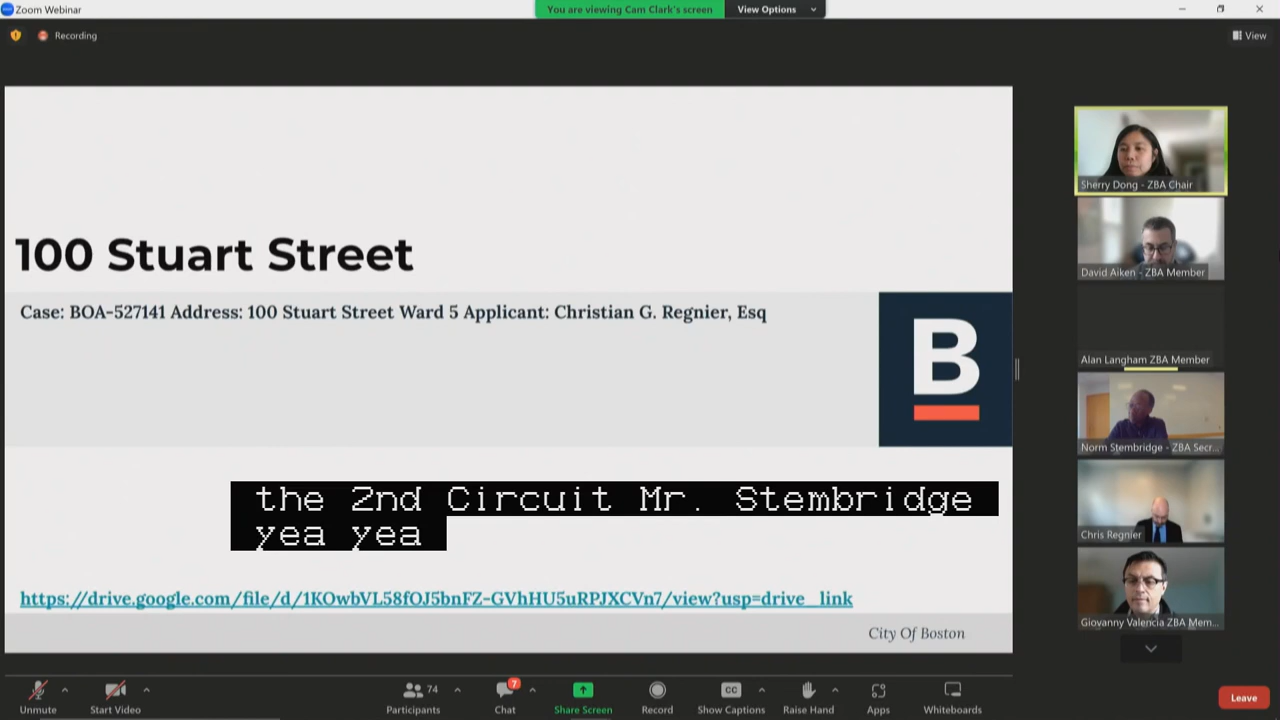 Zoom Webinar
You are viewing Cam Clark's screen
View Options
Recording
View
100 Stuart Street
Case: BOA-527141 Address: 100 Stuart Street Ward 5 Applicant: Christian G. Regnier, Esq
B
the 2nd Circuit Mr. Stembridge
yea yea
https://drive.google.com/file/d/1KOwbVL58fOJ5bnFZ-GVhHU5uRPJXCVn7/view?usp=drive_link
City Of Boston
Sherry Dong - ZBA Chair
David Aiken - ZBA Member
Alan Langham ZBA Member
Norm Stembridge - ZBA Secr...
Chris Regnier
Giovanny Valencia ZBA Mem...
Unmute
Start Video
74
Participants
7
Chat
Share Screen
Record
CC
Show Captions
Raise Hand
Apps
Whiteboards
Leave